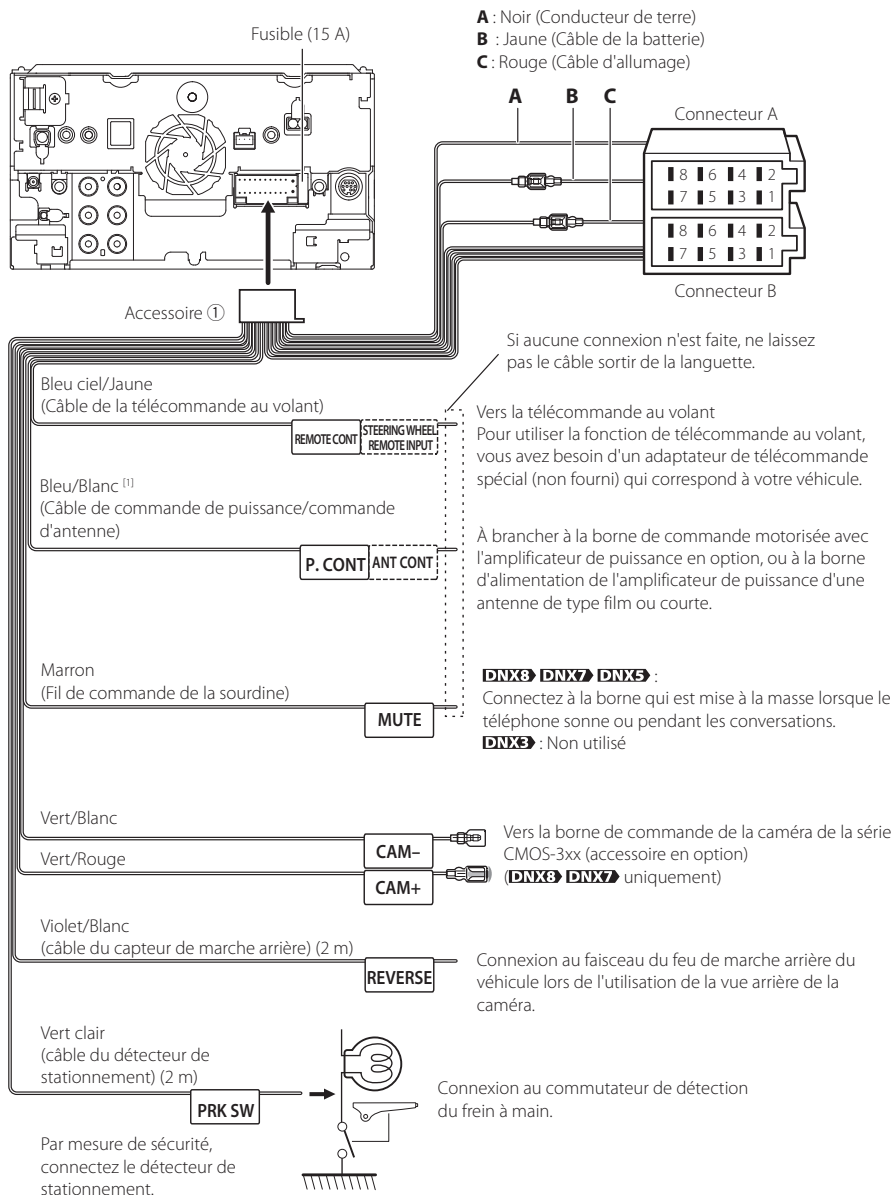 Fusible (15 A)
A : Noir (Conducteur de terre)
B : Jaune (Câble de la batterie)
C : Rouge (Câble d'allumage)
A B C
Connecteur A
8 6 4 2
7 5 3 1
8 6 4 2
7 5 3 1
Connecteur B
Accessoire ①
Si aucune connexion n'est faite, ne laissez
pas le câble sortir de la languette.
Bleu ciel/Jaune
(Câble de la télécommande au volant)
REMOTE CONT
STEERING WHEEL
REMOTE INPUT
Vers la télécommande au volant
Pour utiliser la fonction de télécommande au volant,
vous avez besoin d'un adaptateur de télécommande
spécial (non fourni) qui correspond à votre véhicule.
Bleu/Blanc [1]
(Câble de commande de puissance/commande
d'antenne)
P. CONT
ANT CONT
À brancher à la borne de commande motorisée avec
l'amplificateur de puissance en option, ou à la borne
d'alimentation de l'amplificateur de puissance d'une
antenne de type film ou courte.
Marron
(Fil de commande de la sourdine)
MUTE
DNX8 DNX7 DNX5 :
Connectez à la borne qui est mise à la masse lorsque le
téléphone sonne ou pendant les conversations.
DNX3 : Non utilisé
Vert/Blanc
CAM–
Vert/Rouge
CAM+
Vers la borne de commande de la caméra de la série
CMOS-3xx (accessoire en option)
(DNX8 DNX7 uniquement)
Violet/Blanc
(câble du capteur de marche arrière) (2 m)
REVERSE
Connexion au faisceau du feu de marche arrière du
véhicule lors de l'utilisation de la vue arrière de la
caméra.
Vert clair
(câble du détecteur de
stationnement) (2 m)
PRK SW
Connexion au commutateur de détection
du frein à main.
Par mesure de sécurité,
connectez le détecteur de
stationnement.